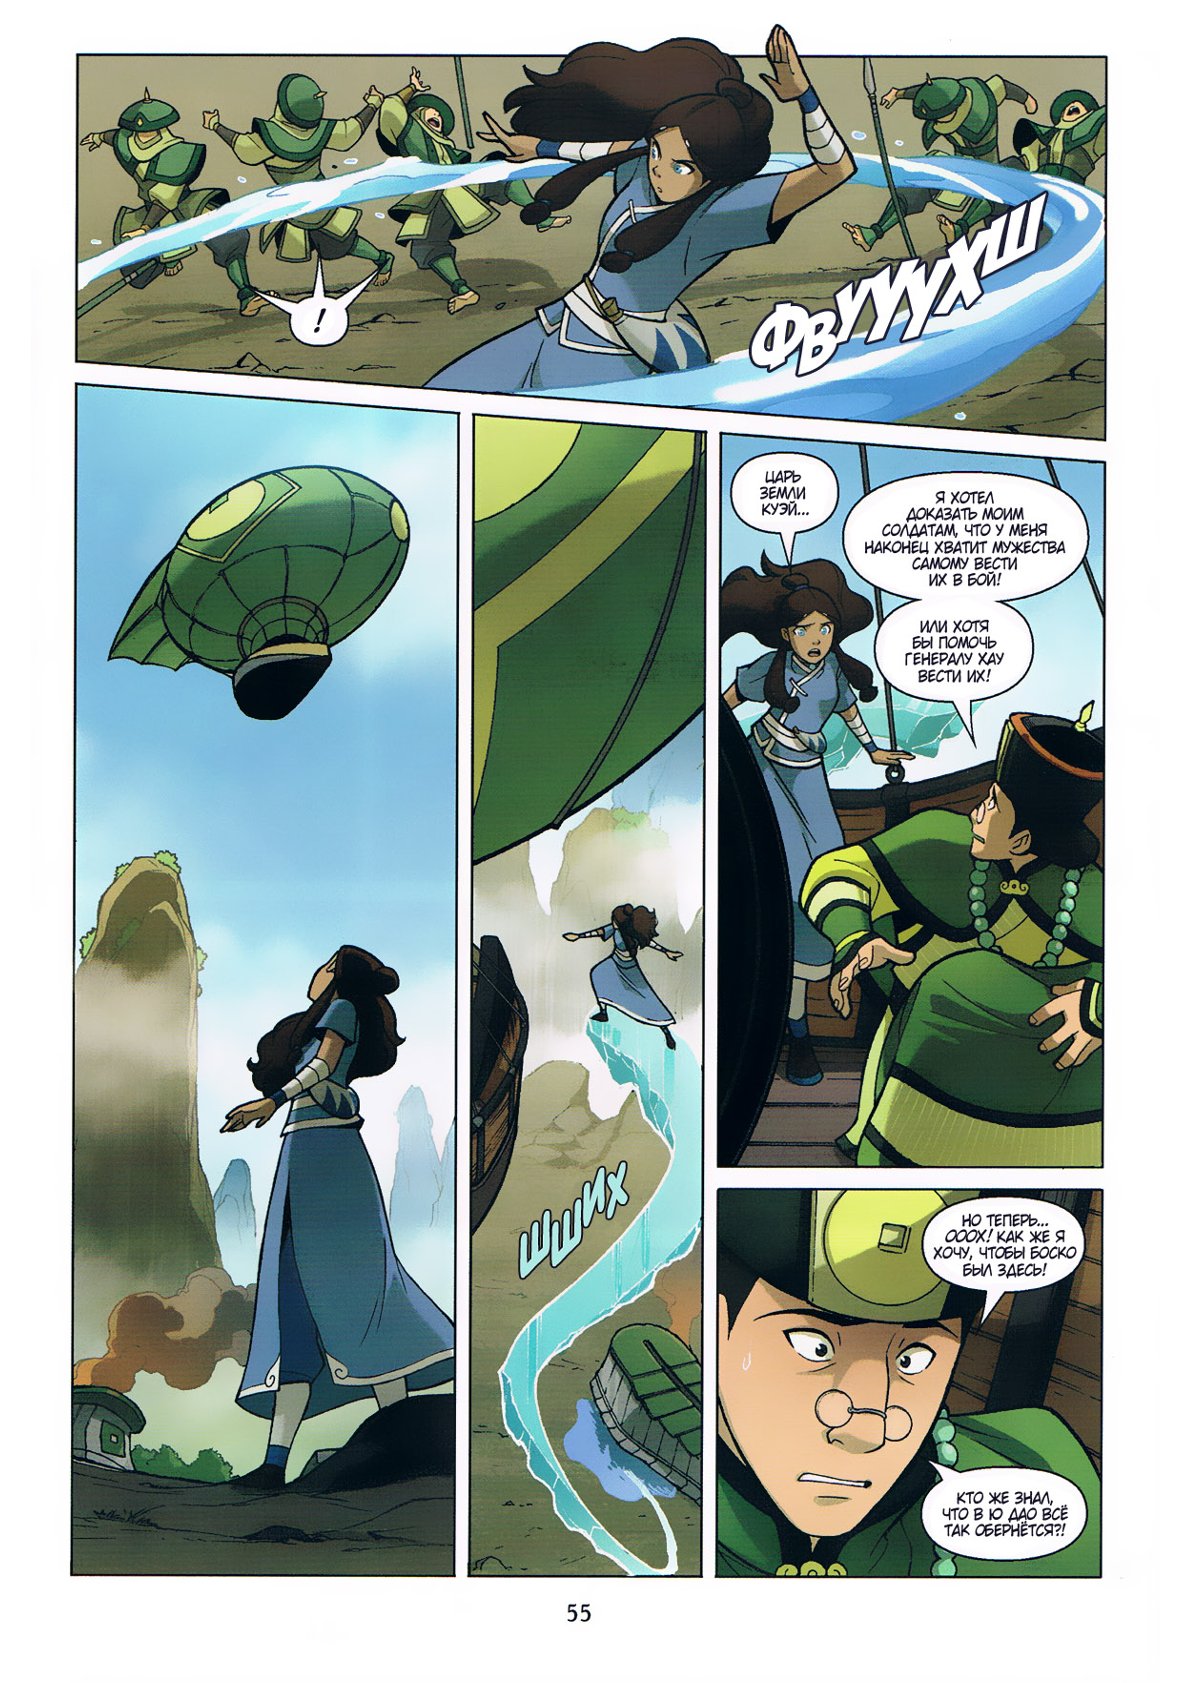 !
ФВУУУХШ
ШШИХ
ЦАРЬ
ЗЕМЛИ
КУЭЙ...
Я ХОТЕЛ
ДОКАЗАТЬ МОИМ
СОЛДАТАМ, ЧТО У МЕНЯ
НАКОНЕЦ ХВАТИТ МУЖЕСТВА
САМОМУ ВЕСТИ
ИХ В БОЙ!
ИЛИ ХОТЯ
БЫ ПОМОЧЬ
ГЕНЕРАЛУ ХАУ
ВЕСТИ ИХ!
НО ТЕПЕРЬ...
ОООХ! КАК ЖЕ Я
ХОЧУ, ЧТОБЫ БОСКО
БЫЛ ЗДЕСЬ!
КТО ЖЕ ЗНАЛ,
ЧТО В Ю ДАО ВСЁ
ТАК ОБЕРНЁТСЯ?!
55